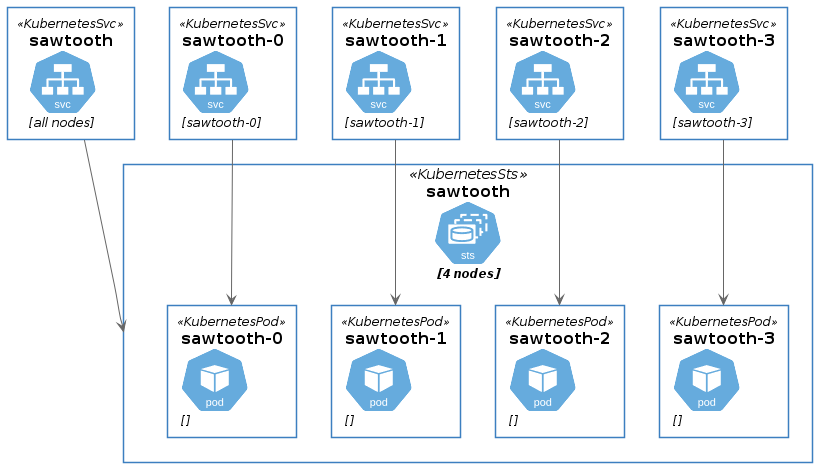 «KubernetesSvc»
sawtooth
svc
[all nodes]
«KubernetesSvc»
sawtooth-0
svc
[sawtooth-0]
«KubernetesSvc»
sawtooth-1
svc
[sawtooth-1]
«KubernetesSvc»
sawtooth-2
svc
[sawtooth-2]
«KubernetesSvc»
sawtooth-3
svc
[sawtooth-3]
«KubernetesSts»
sawtooth
sts
[4 nodes]
«KubernetesPod»
sawtooth-0
pod
[]
«KubernetesPod»
sawtooth-1
pod
[]
«KubernetesPod»
sawtooth-2
pod
[]
«KubernetesPod»
sawtooth-3
pod
[]